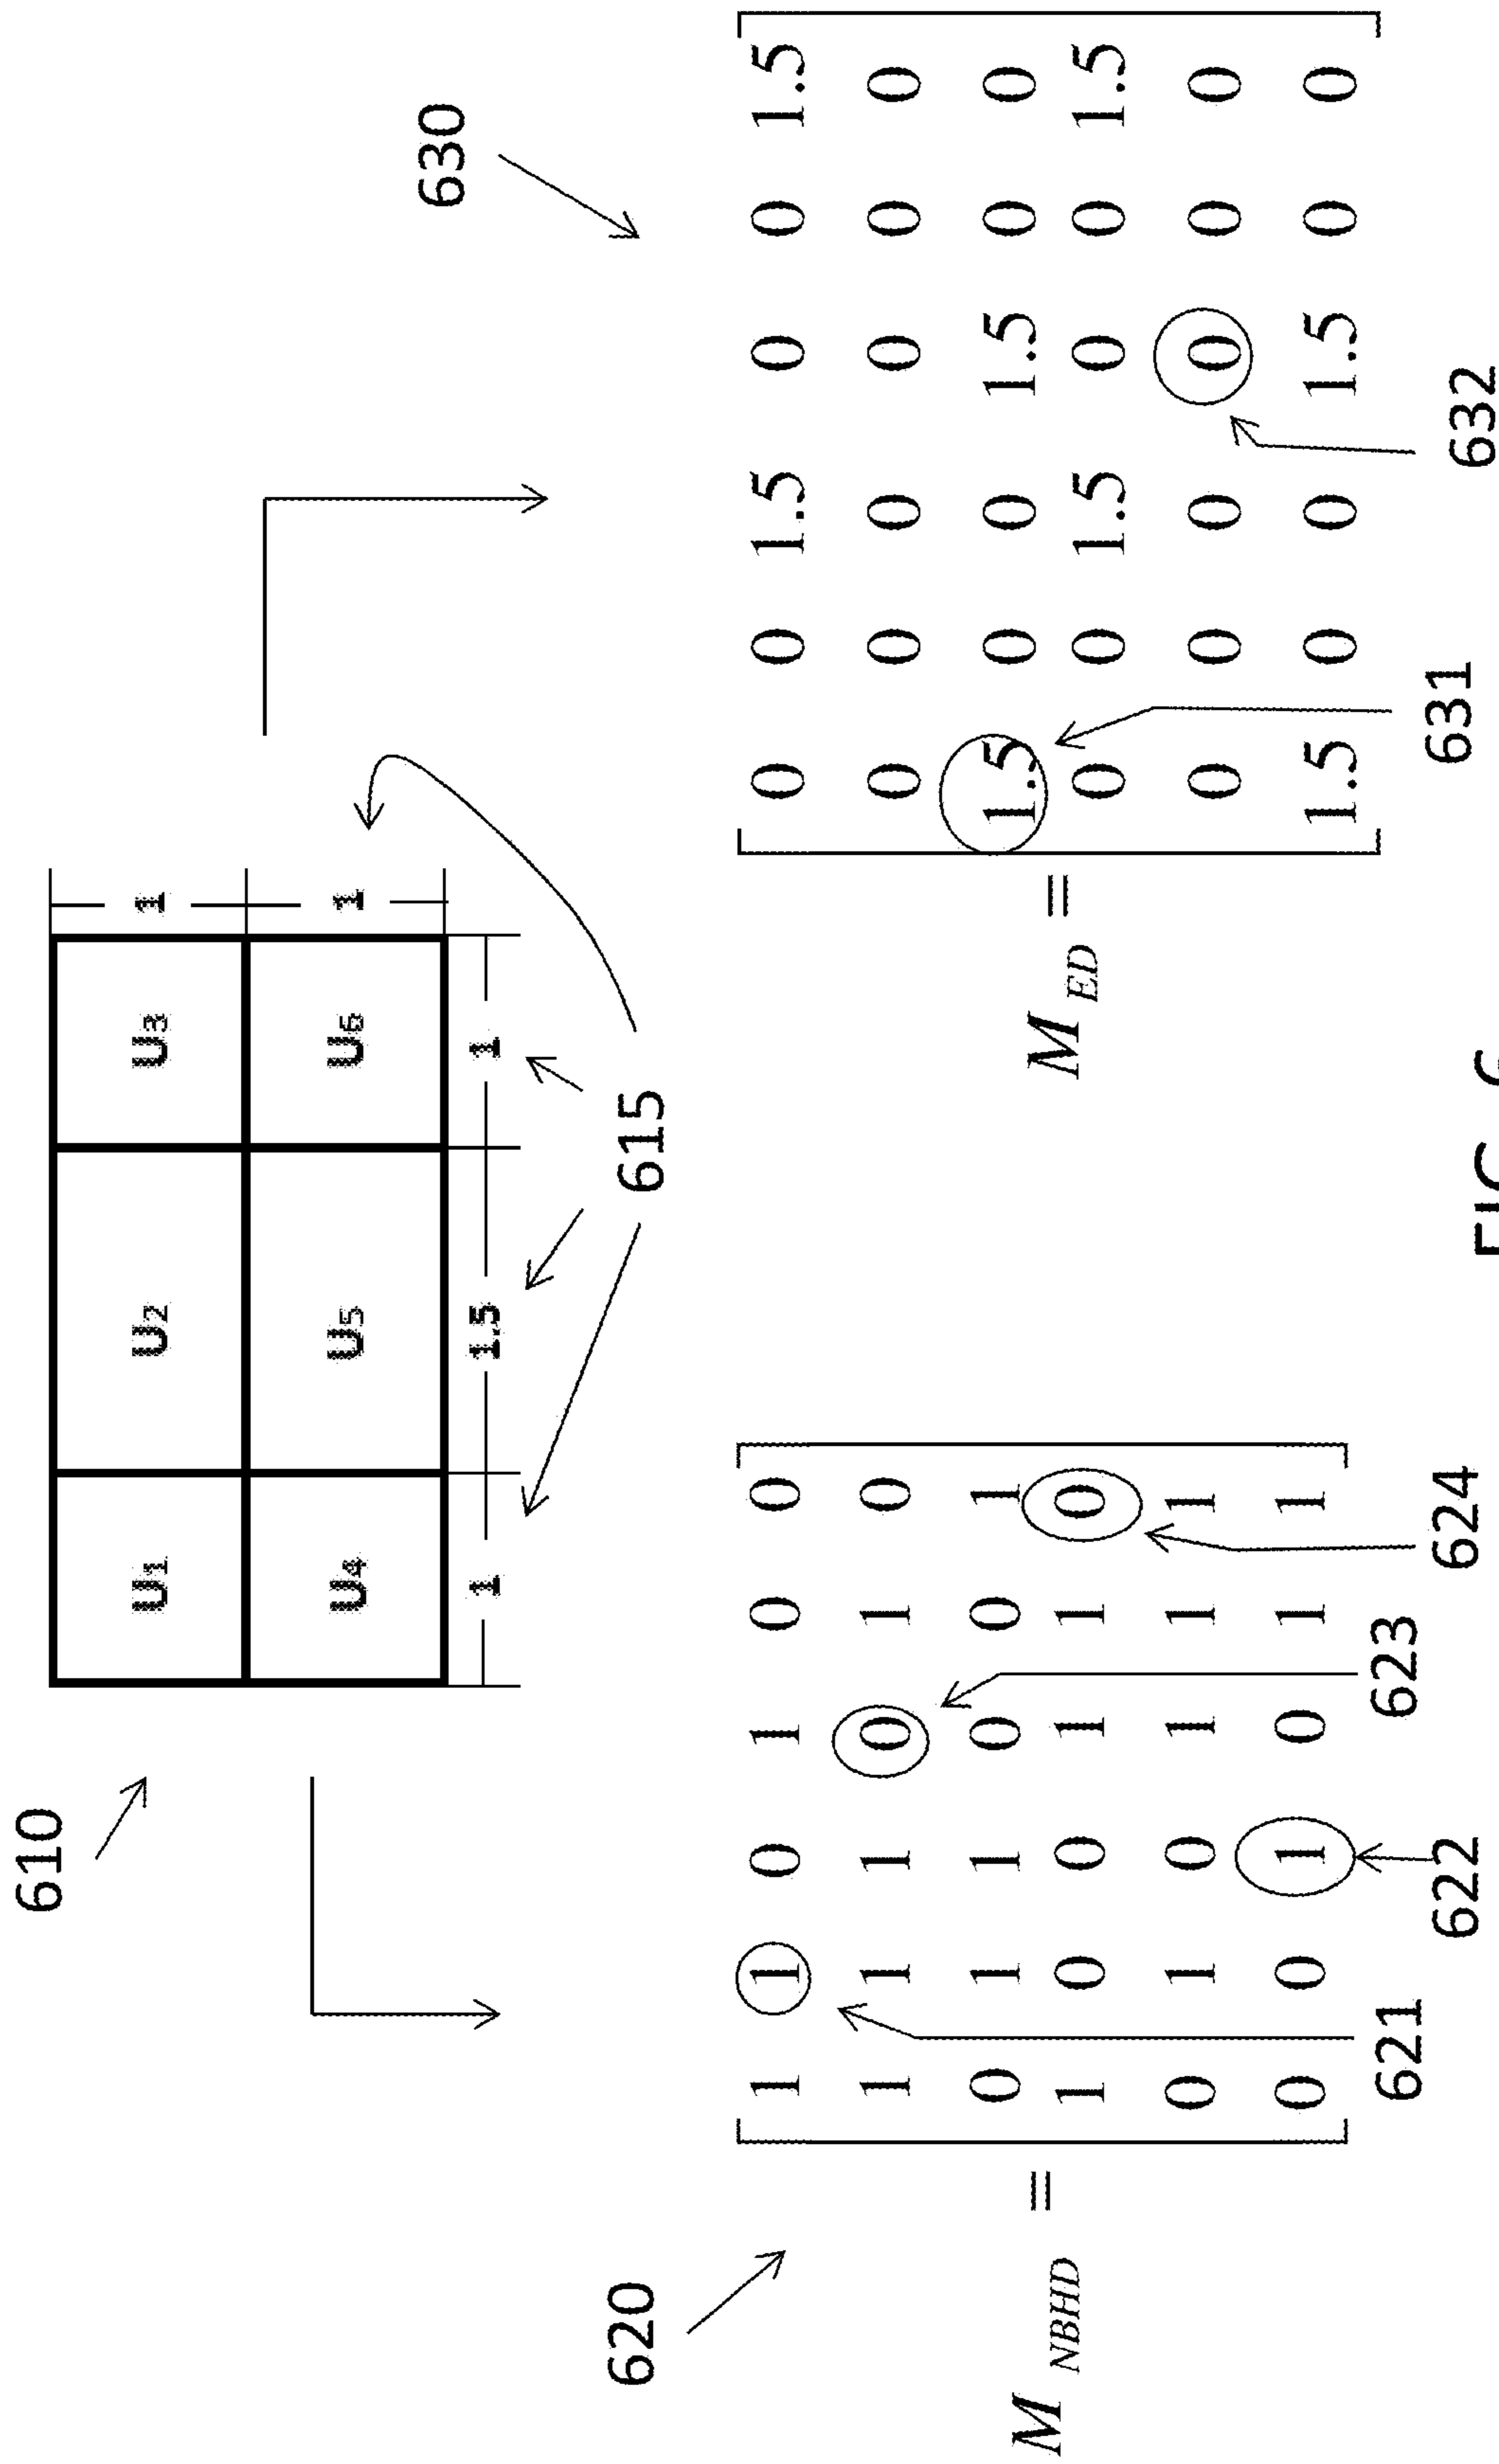 610
U1 U2 U3 1
U4 U5 U6 1
1 1.5 1
630
615
620
M NBHD =
1 1 0 1 0 0
1 1 1 0 1 0
0 1 1 0 0 1
1 0 0 1 1 0
0 1 0 1 1 1
0 0 1 0 1 1
621 622 623 624
M ED =
0 0 1.5 0 0 1.5
0 0 0 0 0 0
1.5 0 0 1.5 0 0
0 0 1.5 0 0 1.5
0 0 0 0 0 0
1.5 0 0 1.5 0 0
631 632